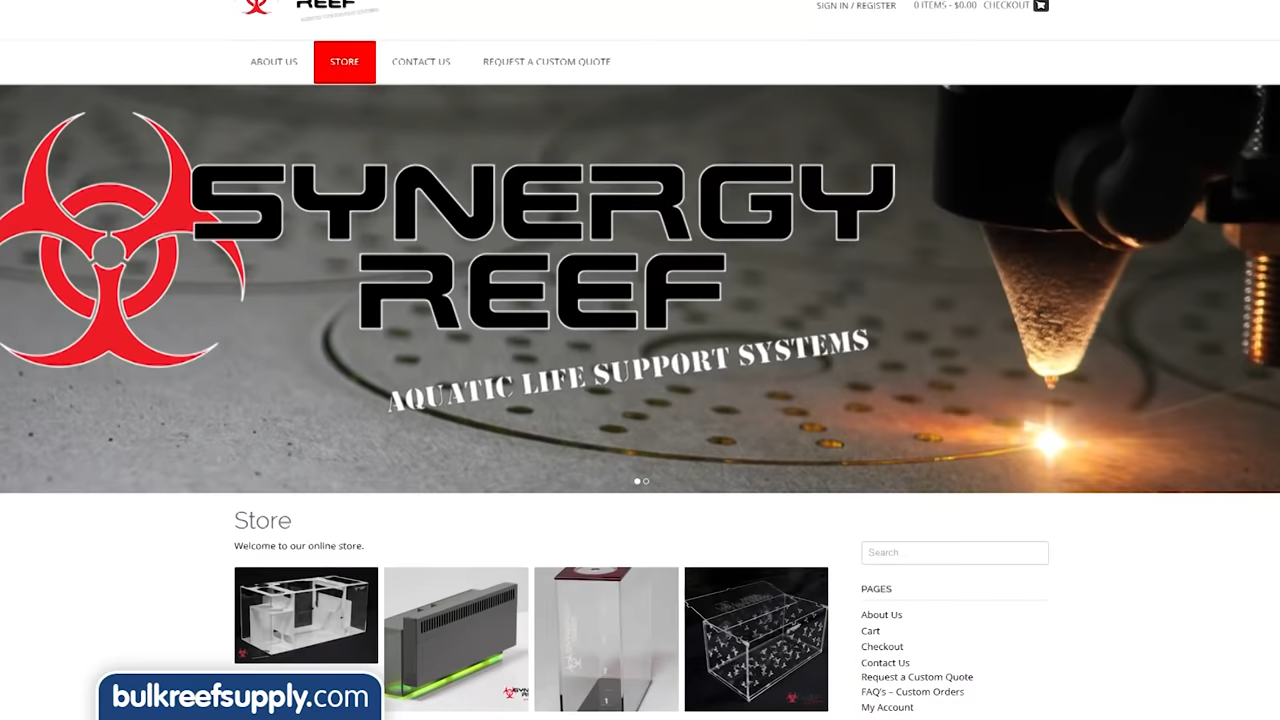 REEF
SIGN IN / REGISTER
0 ITEMS - $0.00
CHECKOUT
ABOUT US
STORE
CONTACT US
REQUEST A CUSTOM QUOTE
SYNERGY
REEF
AQUATIC LIFE SUPPORT SYSTEMS
Store
Welcome to our online store.
Search
PAGES
About Us
Cart
Checkout
Contact Us
Request a Custom Quote
FAQ's – Custom Orders
My Account
bulkreefsupply.com